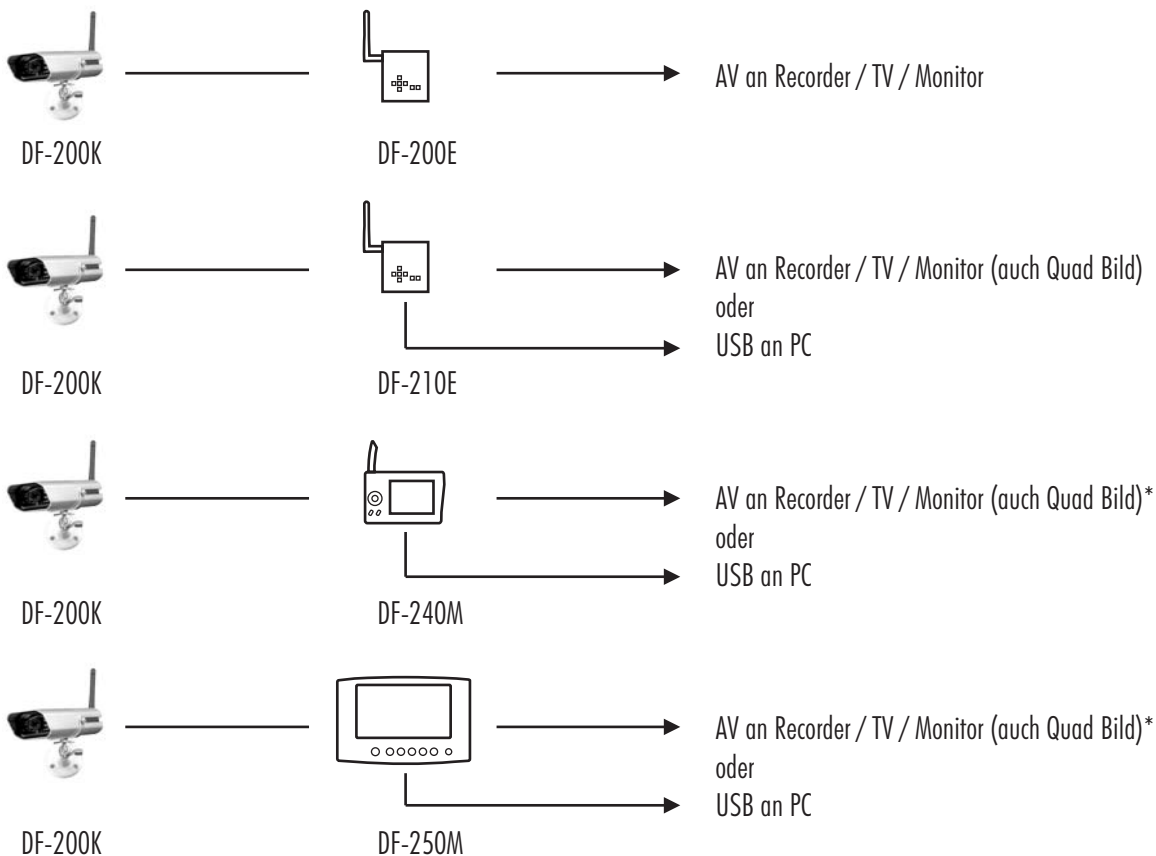 AV an Recorder / TV / Monitor
DF-200K
DF-200E
AV an Recorder / TV / Monitor (auch Quad Bild)
oder
USB an PC
DF-200K
DF-210E
AV an Recorder / TV / Monitor (auch Quad Bild)*
oder
USB an PC
DF-200K
DF-240M
AV an Recorder / TV / Monitor (auch Quad Bild)*
oder
USB an PC
DF-200K
DF-250M